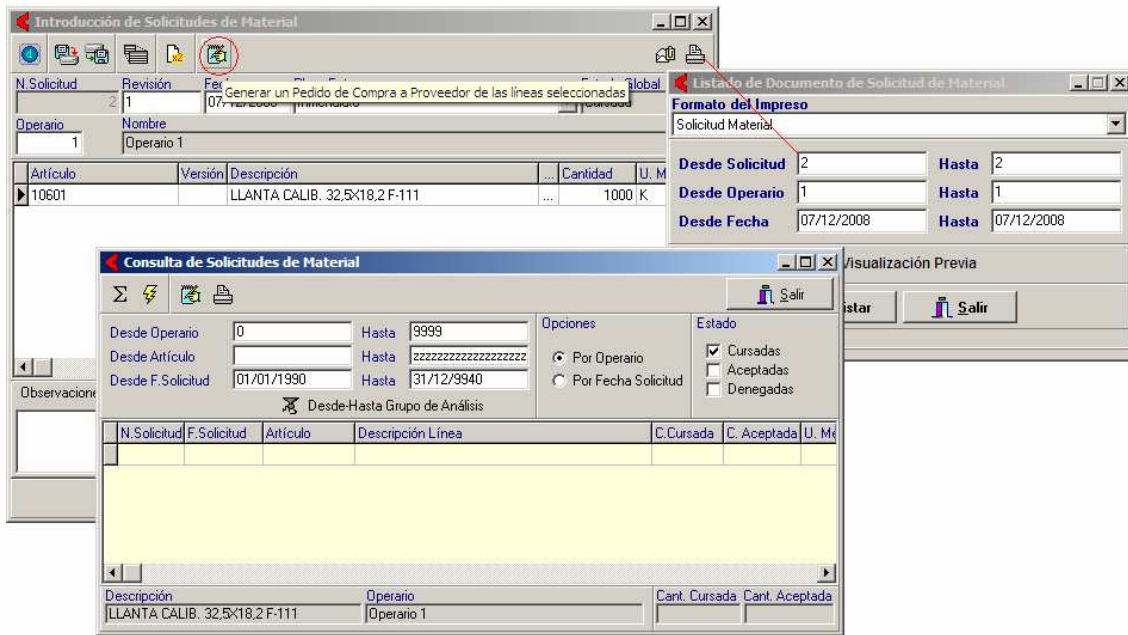 Introducción de Solicitudes de Material
N.Solicitud Revisión
2 1 07/12/2008
Generar un Pedido de Compra a Proveedor de las líneas seleccionadas
Global
Operario Nombre
1 Operario 1
Artículo Versión Descripción ... Cantidad U. M
10601 LLANTA CALIB. 32,5X18,2 F-111 ... 1000 K
Observacione
Listado de Documento de Solicitud de Material
Formato del Impreso
Solicitud Material
Desde Solicitud 2 Hasta 2
Desde Operario 1 Hasta 1
Desde Fecha 07/12/2008 Hasta 07/12/2008
Visualización Previa
istar Salir
Consulta de Solicitudes de Material
Σ Salir
Desde Operario 0 Hasta 9999
Desde Artículo Hasta zzzzzzzzzzzzzzzzzzzz
Desde F.Solicitud 01/01/1990 Hasta 31/12/9940
Desde-Hasta Grupo de Análisis
Opciones
Por Operario
Por Fecha Solicitud
Estado
Cursadas
Aceptadas
Denegadas
N.Solicitud F.Solicitud Artículo Descripción Línea C.Cursada C. Aceptada U. Me
Descripción Operario Cant. Cursada Cant. Aceptada
LLANTA CALIB. 32,5X18,2 F-111 Operario 1